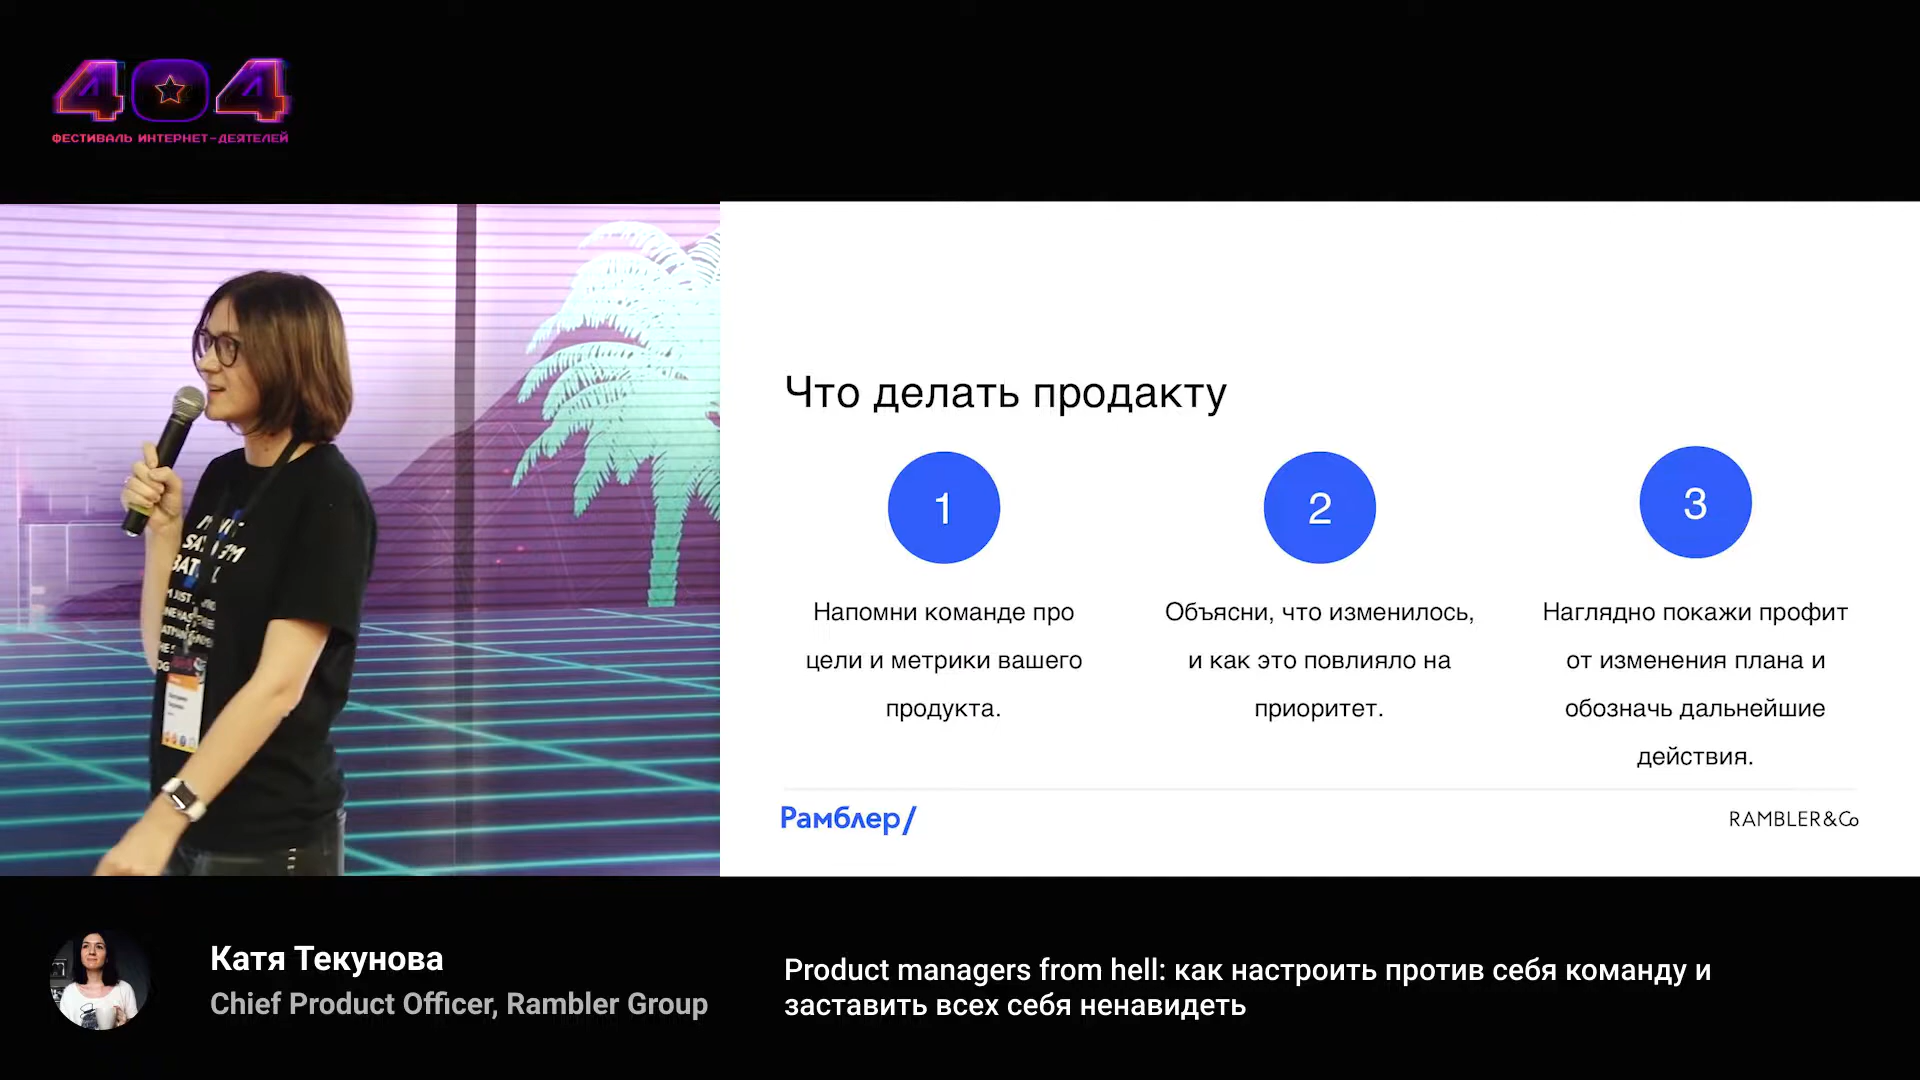 404
ФЕСТИВАЛЬ ИНТЕРНЕТ-ДЕЯТЕЛЕЙ
Что делать продакту
1
Напомни команде про
цели и метрики вашего
продукта.
2
Объясни, что изменилось,
и как это повлияло на
приоритет.
3
Наглядно покажи профит
от изменения плана и
обозначь дальнейшие
действия.
Рамблер/
RAMBLER&Co
Катя Текунова
Chief Product Officer, Rambler Group
Product managers from hell: как настроить против себя команду и
заставить всех себя ненавидеть